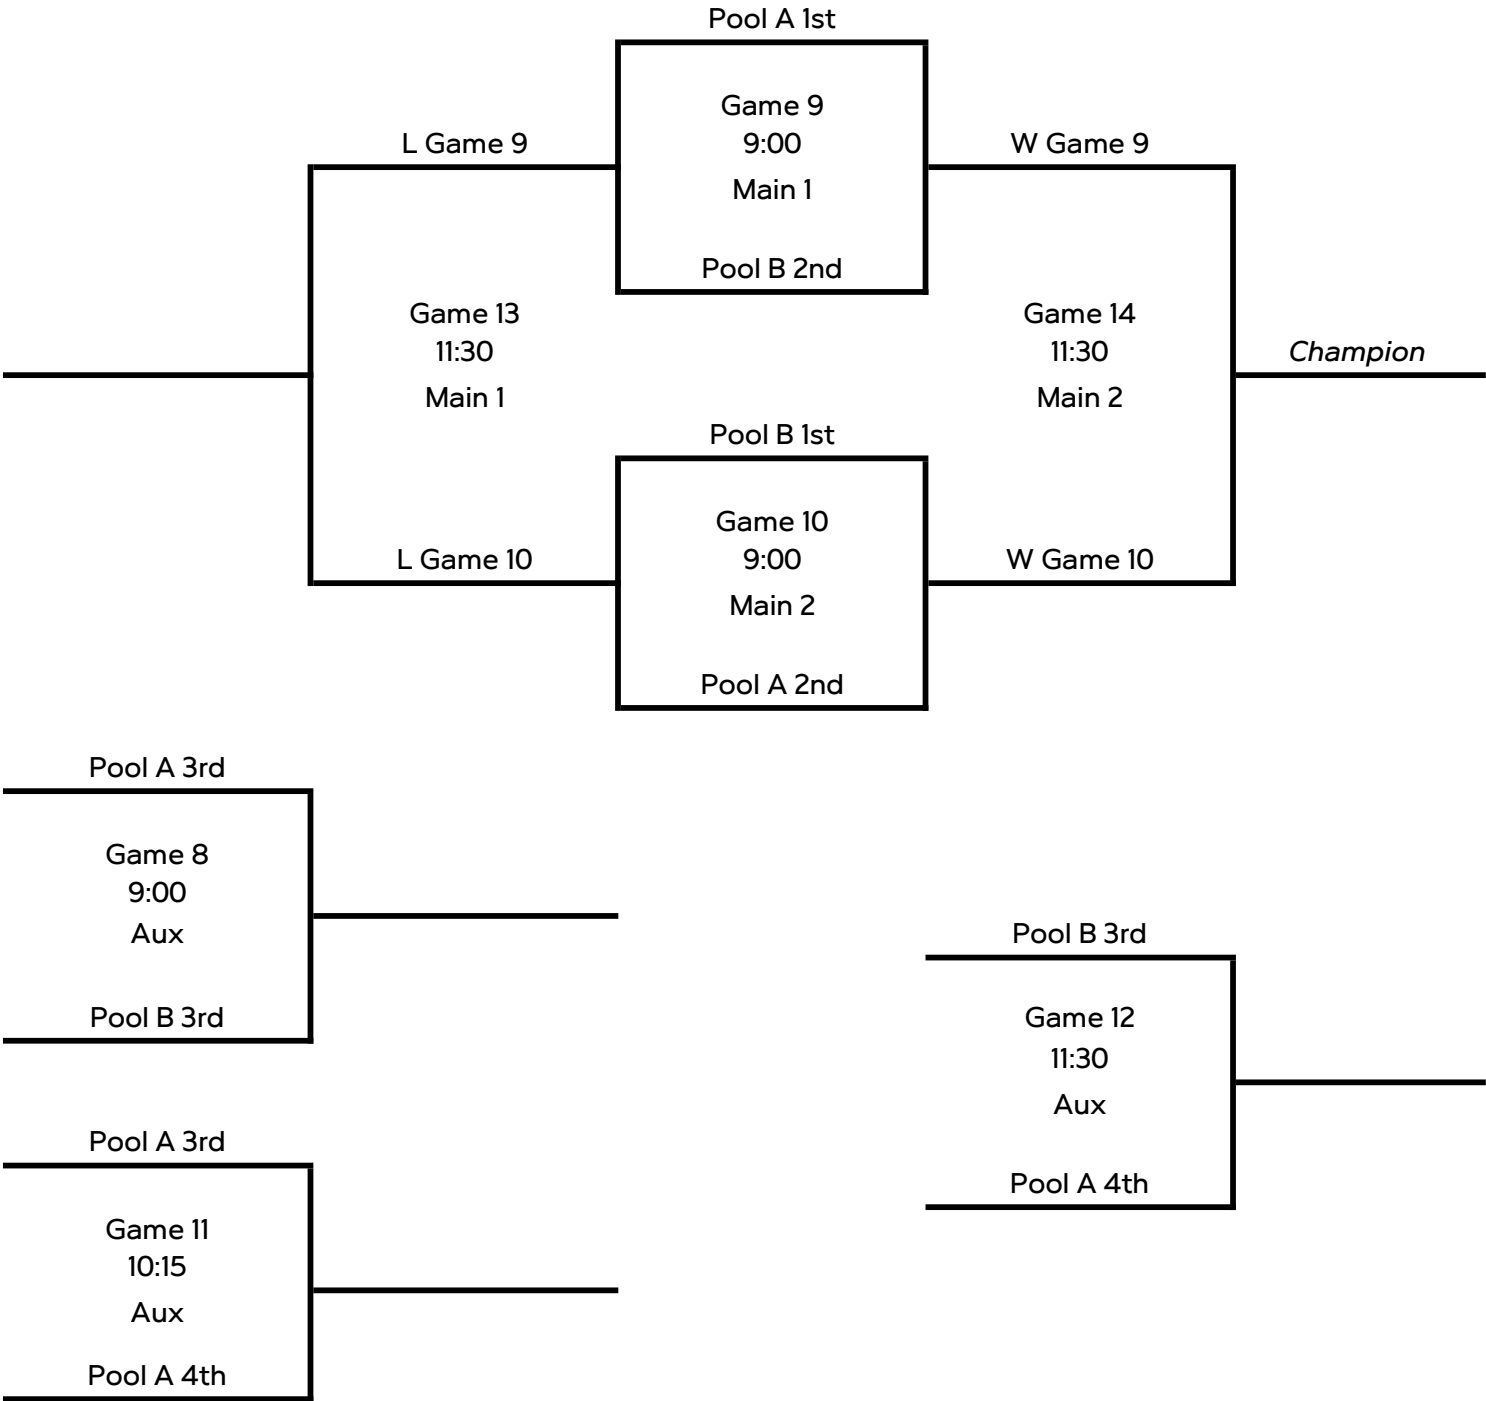 Pool A 1st
Game 9
9:00
Main 1
Pool B 2nd
L Game 9
W Game 9
Game 13
11:30
Main 1
Game 14
11:30
Main 2
Champion
Pool B 1st
Game 10
9:00
Main 2
Pool A 2nd
L Game 10
W Game 10
Pool A 3rd
Game 8
9:00
Aux
Pool B 3rd
Pool B 3rd
Game 12
11:30
Aux
Pool A 4th
Pool A 3rd
Game 11
10:15
Aux
Pool A 4th